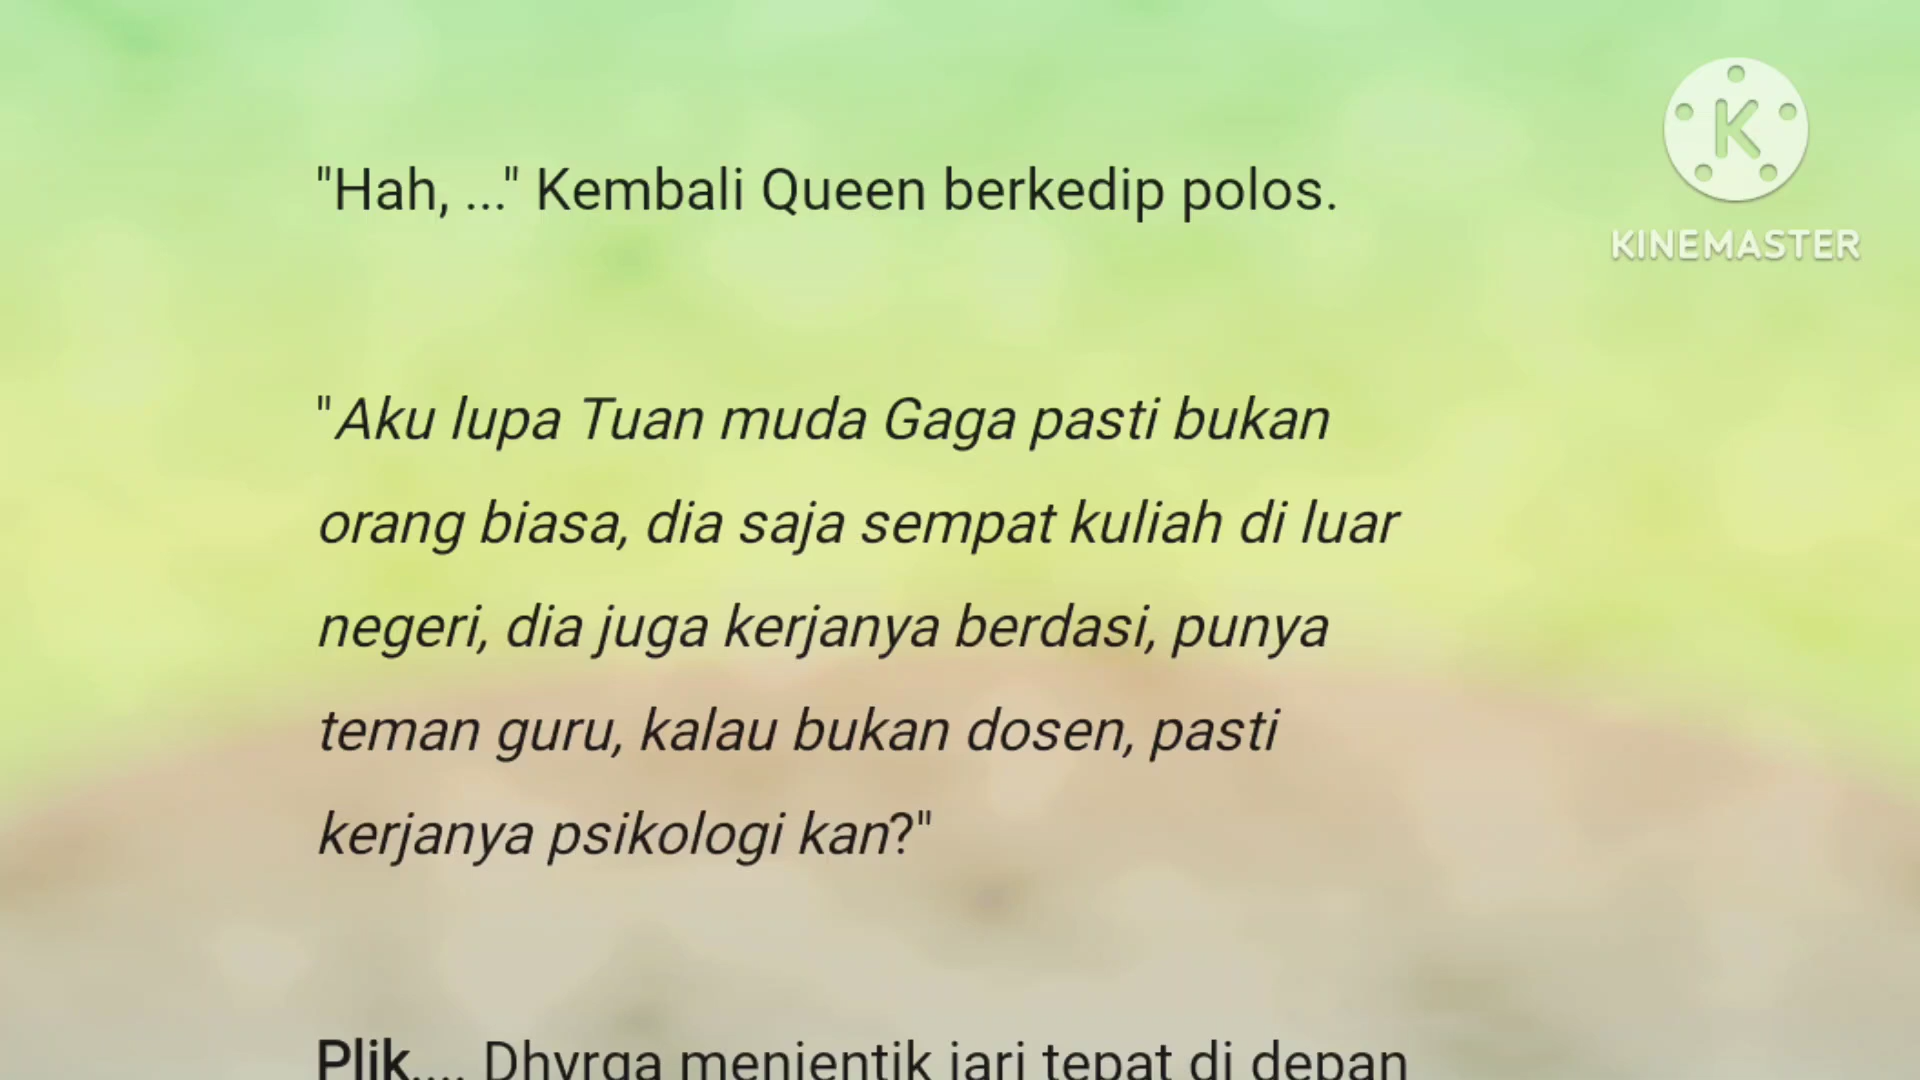 "Hah, ..." Kembali Queen berkedip polos.
KINEMASTER
"Aku lupa Tuan muda Gaga pasti bukan
orang biasa, dia saja sempat kuliah di luar
negeri, dia juga kerjanya berdasi, punya
teman guru, kalau bukan dosen, pasti
kerjanya psikologi kan?"
Plik.... Dhyrga menjentik jari tepat di depan